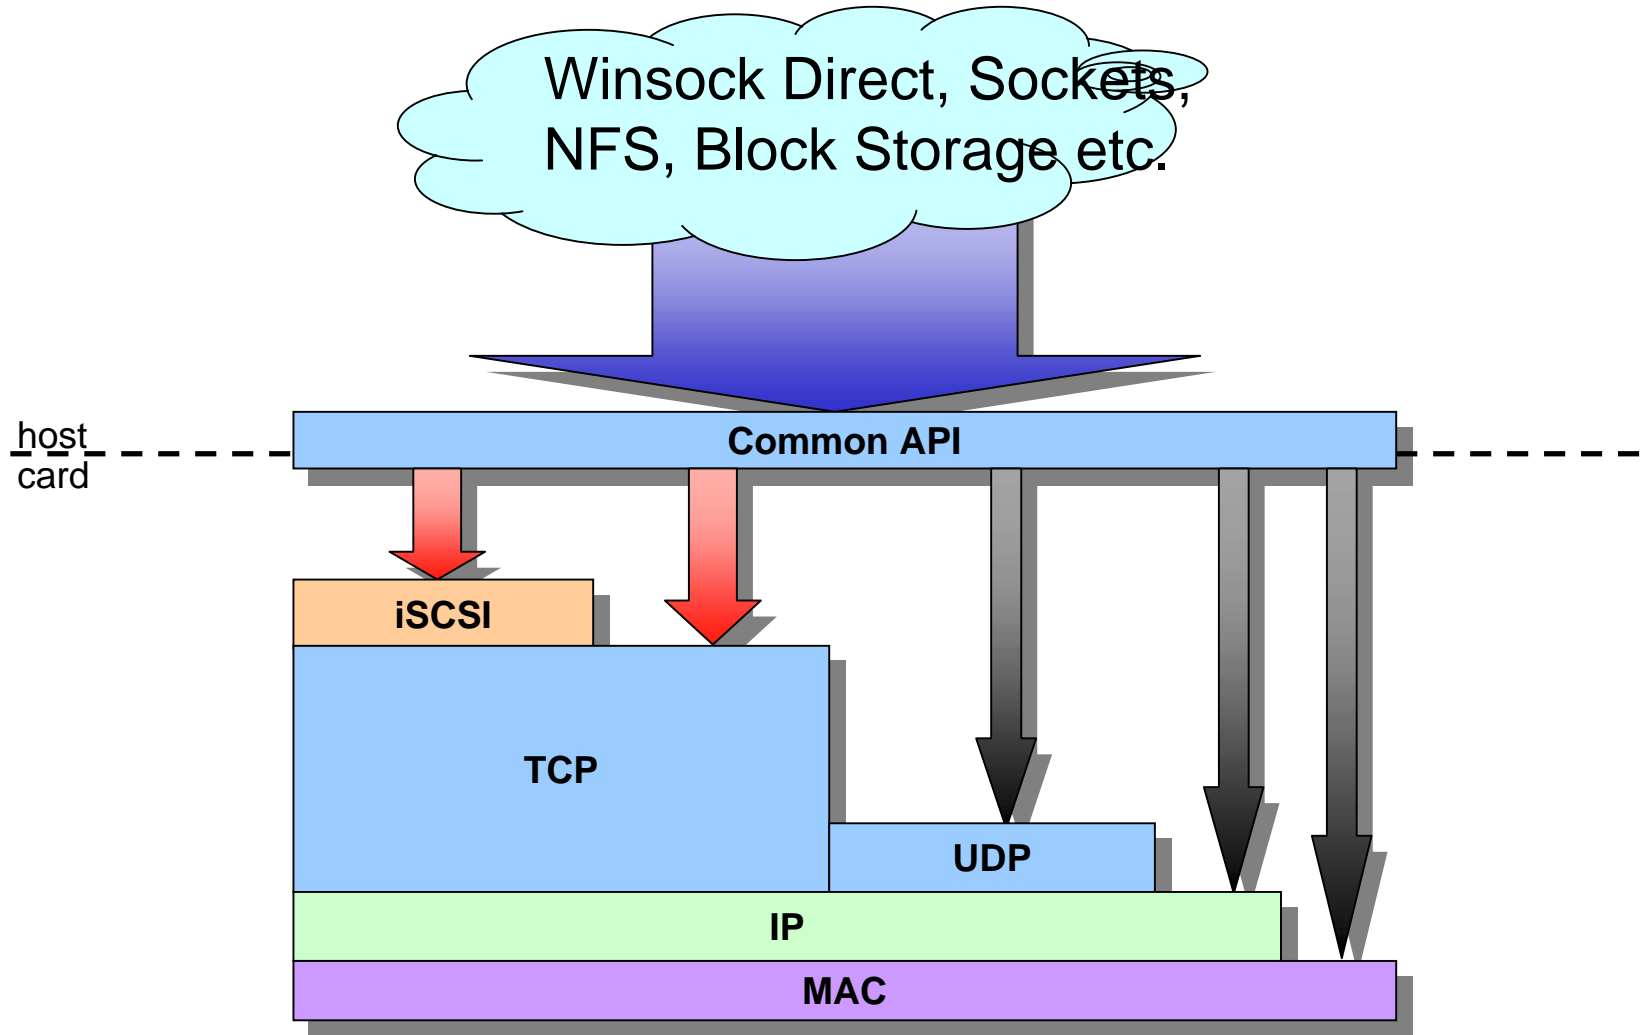 Winsock Direct, Sockets,
NFS, Block Storage etc.
host
Common API
card
iSCSI
TCP
UDP
IP
MAC